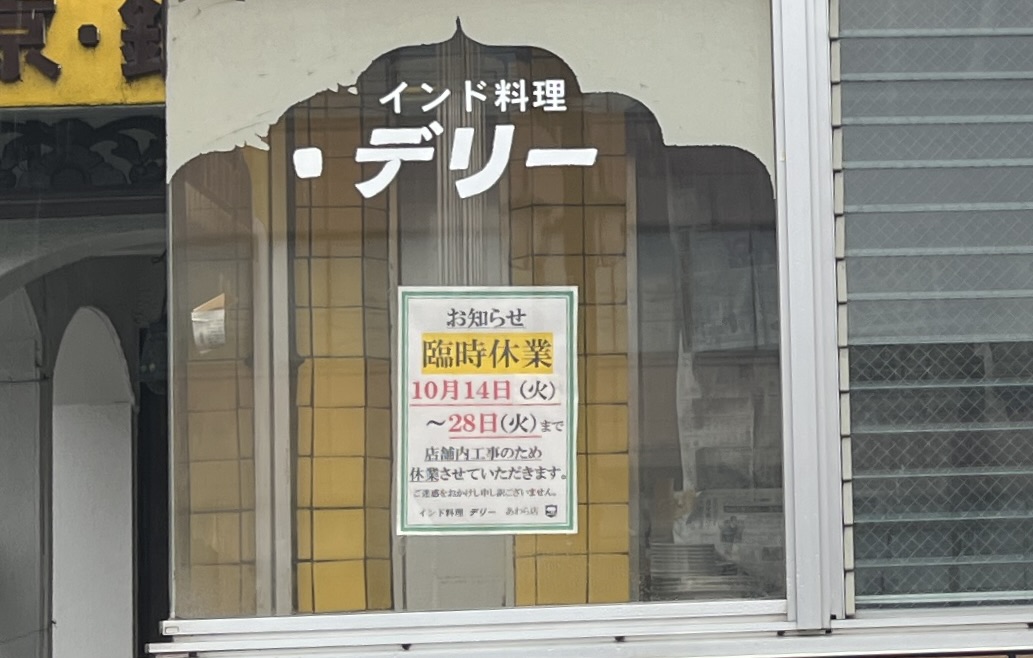 京・銀
インド料理
・デリー
お知らせ
臨時休業
10月14日(火)
～28日(火)まで
店舗内工事のため
休業させていただきます。
ご迷惑をおかけし申し訳ございません。
インド料理 デリー あわら店